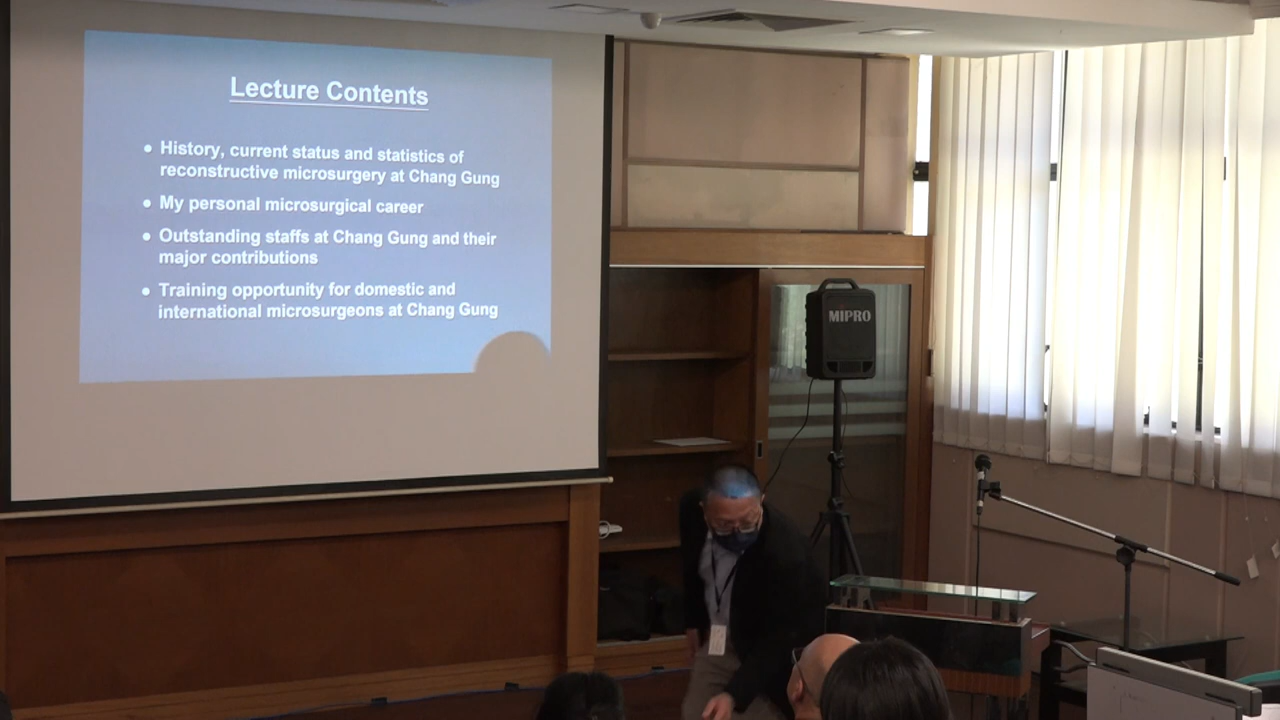 Lecture Contents
• History, current status and statistics of
reconstructive microsurgery at Chang Gung
• My personal microsurgical career
• Outstanding staffs at Chang Gung and their
major contributions
• Training opportunity for domestic and
international microsurgeons at Chang Gung
MIPRO